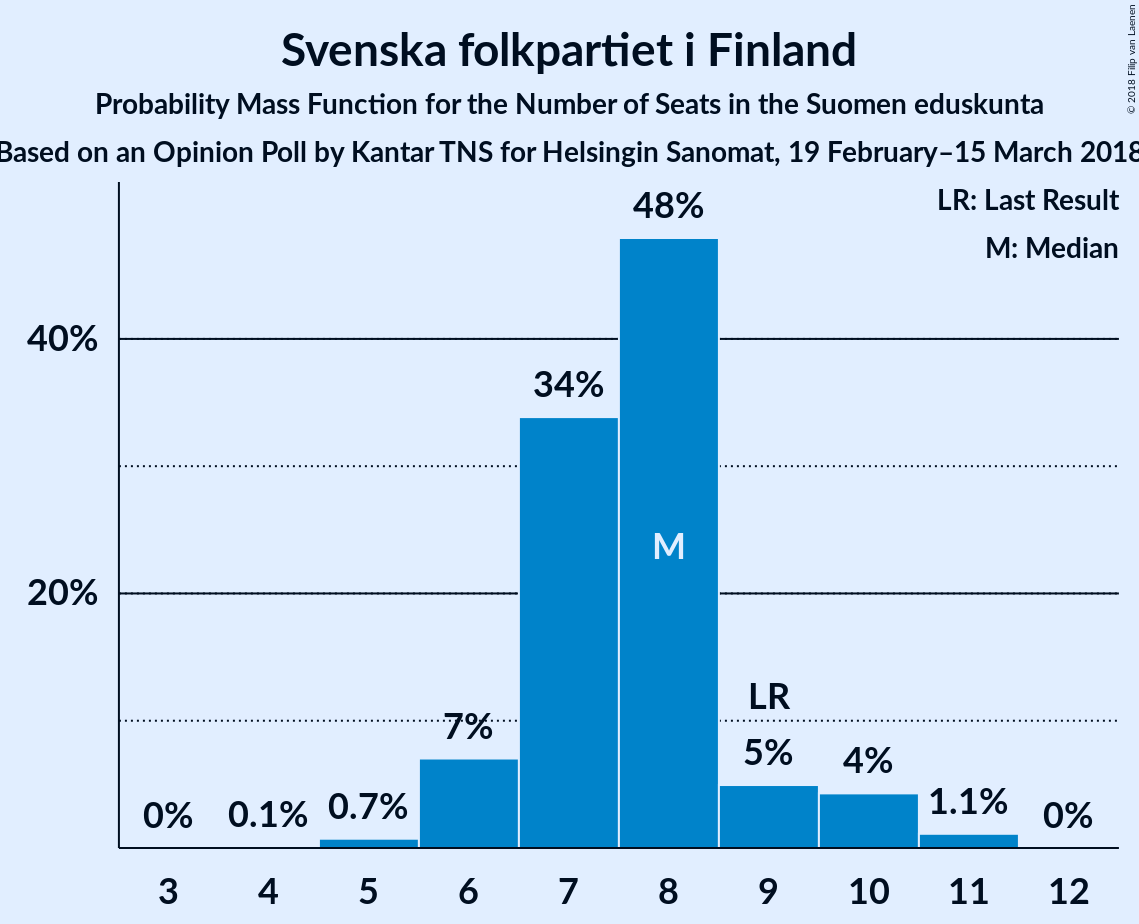 Svenska folkpartiet i Finland
Probability Mass Function for the Number of Seats in the Suomen eduskunta
Based on an Opinion Poll by Kantar TNS for Helsingin Sanomat, 19 February–15 March 2018
© 2018 Filip van Laenen
LR: Last Result
M: Median
48%
40%
34%
M
20%
LR
7%
5%
4%
0%
0.1%
0.7%
1.1%
0%
3 4 5 6 7 8 9 10 11 12